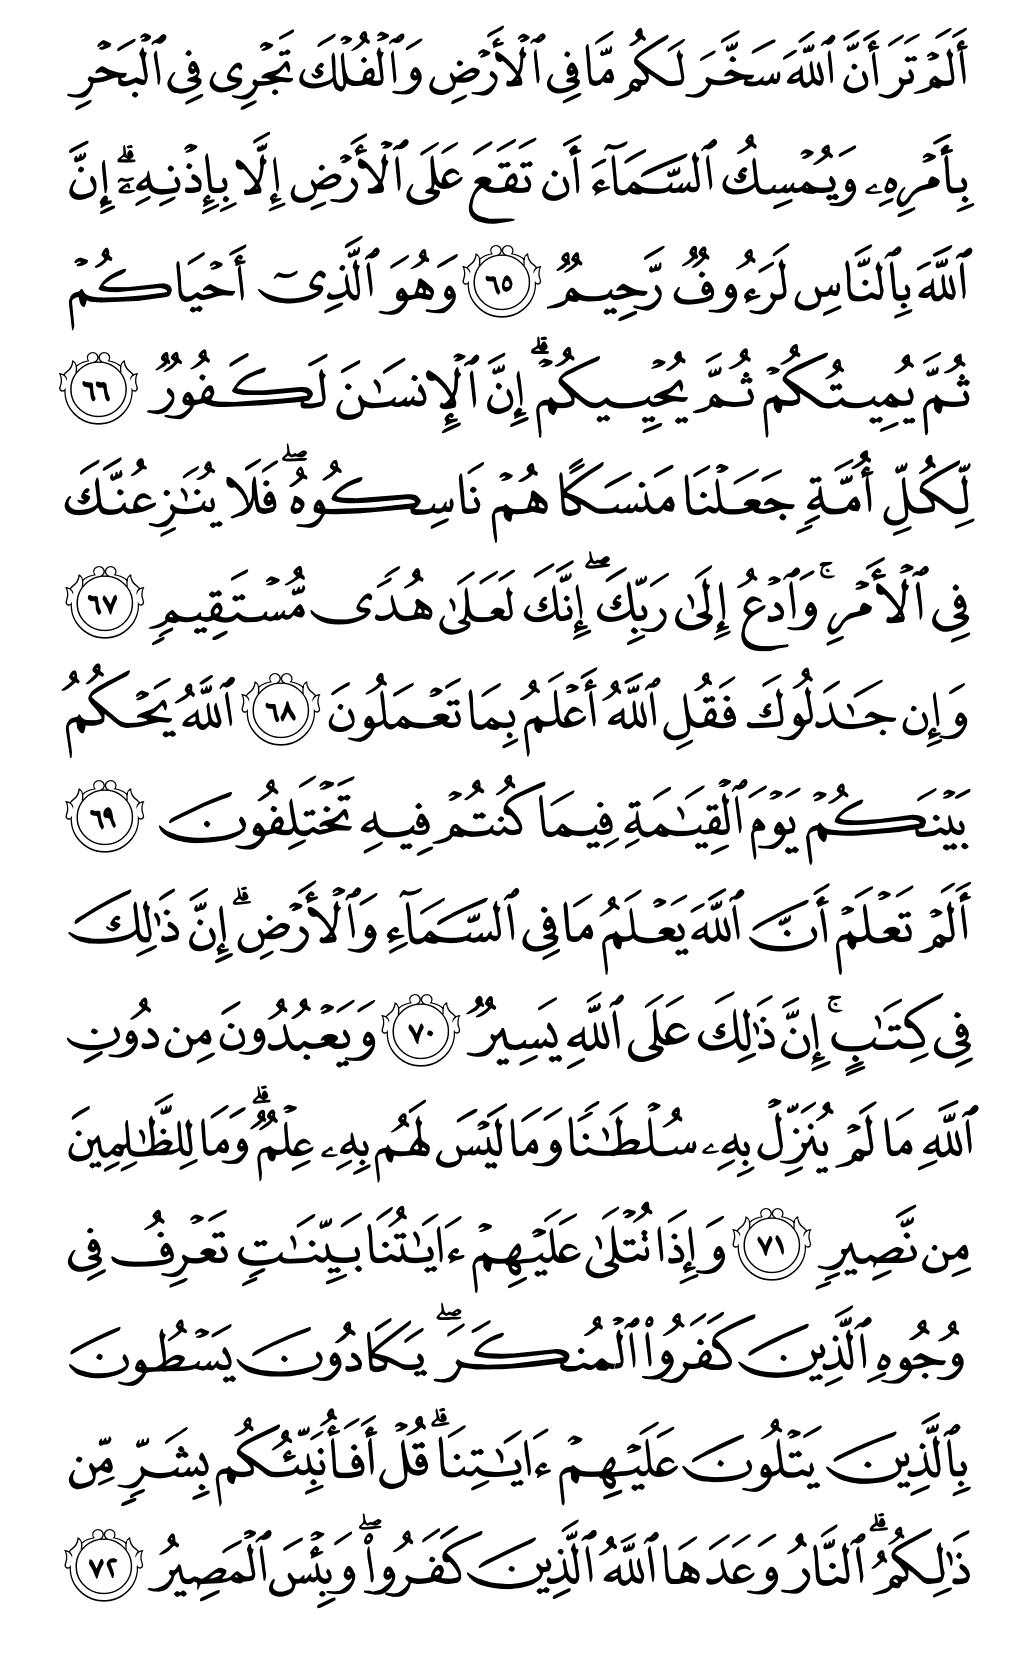 أَلَمۡ تَرَ أَنَّ ٱللَّهَ سَخَّرَ لَكُم مَّا فِي ٱلۡأَرۡضِ وَٱلۡفُلۡكَ تَجۡرِي فِي ٱلۡبَحۡرِ
بِأَمۡرِهِۦ وَيُمۡسِكُ ٱلسَّمَآءَ أَن تَقَعَ عَلَى ٱلۡأَرۡضِ إِلَّا بِإِذۡنِهِۦٓۚ إِنَّ
ٱللَّهَ بِٱلنَّاسِ لَرَءُوفٞ رَّحِيمٞ ٦٥ وَهُوَ ٱلَّذِيٓ أَحۡيَاكُمۡ
ثُمَّ يُمِيتُكُمۡ ثُمَّ يُحۡيِيكُمۡۗ إِنَّ ٱلۡإِنسَٰنَ لَكَفُورٞ ٦٦
لِّكُلِّ أُمَّةٖ جَعَلۡنَا مَنسَكًا هُمۡ نَاسِكُوهُۖ فَلَا يُنَٰزِعُنَّكَ
فِي ٱلۡأَمۡرِۚ وَٱدۡعُ إِلَىٰ رَبِّكَۖ إِنَّكَ لَعَلَىٰ هُدٗى مُّسۡتَقِيمٖ ٦٧
وَإِن جَٰدَلُوكَ فَقُلِ ٱللَّهُ أَعۡلَمُ بِمَا تَعۡمَلُونَ ٦٨ ٱللَّهُ يَحۡكُمُ
بَيۡنَكُمۡ يَوۡمَ ٱلۡقِيَٰمَةِ فِيمَا كُنتُمۡ فِيهِ تَخۡتَلِفُونَ ٦٩
أَلَمۡ تَعۡلَمۡ أَنَّ ٱللَّهَ يَعۡلَمُ مَا فِي ٱلسَّمَآءِ وَٱلۡأَرۡضِۚ إِنَّ ذَٰلِكَ
فِي كِتَٰبٍۚ إِنَّ ذَٰلِكَ عَلَى ٱللَّهِ يَسِيرٞ ٧٠ وَيَعۡبُدُونَ مِن دُونِ
ٱللَّهِ مَا لَمۡ يُنَزِّلۡ بِهِۦ سُلۡطَٰنٗا وَمَا لَيۡسَ لَهُم بِهِۦ عِلۡمٞۗ وَمَا لِلظَّٰلِمِينَ
مِن نَّصِيرٖ ٧١ وَإِذَا تُتۡلَىٰ عَلَيۡهِمۡ ءَايَٰتُنَا بَيِّنَٰتٖ تَعۡرِفُ فِي
وُجُوهِ ٱلَّذِينَ كَفَرُواْ ٱلۡمُنكَرَۖ يَكَادُونَ يَسۡطُونَ
بِٱلَّذِينَ يَتۡلُونَ عَلَيۡهِمۡ ءَايَٰتِنَاۗ قُلۡ أَفَأُنَبِّئُكُم بِشَرّٖ مِّن
ذَٰلِكُمُۚ ٱلنَّارُ وَعَدَهَا ٱللَّهُ ٱلَّذِينَ كَفَرُواْۖ وَبِئۡسَ ٱلۡمَصِيرُ ٧٢